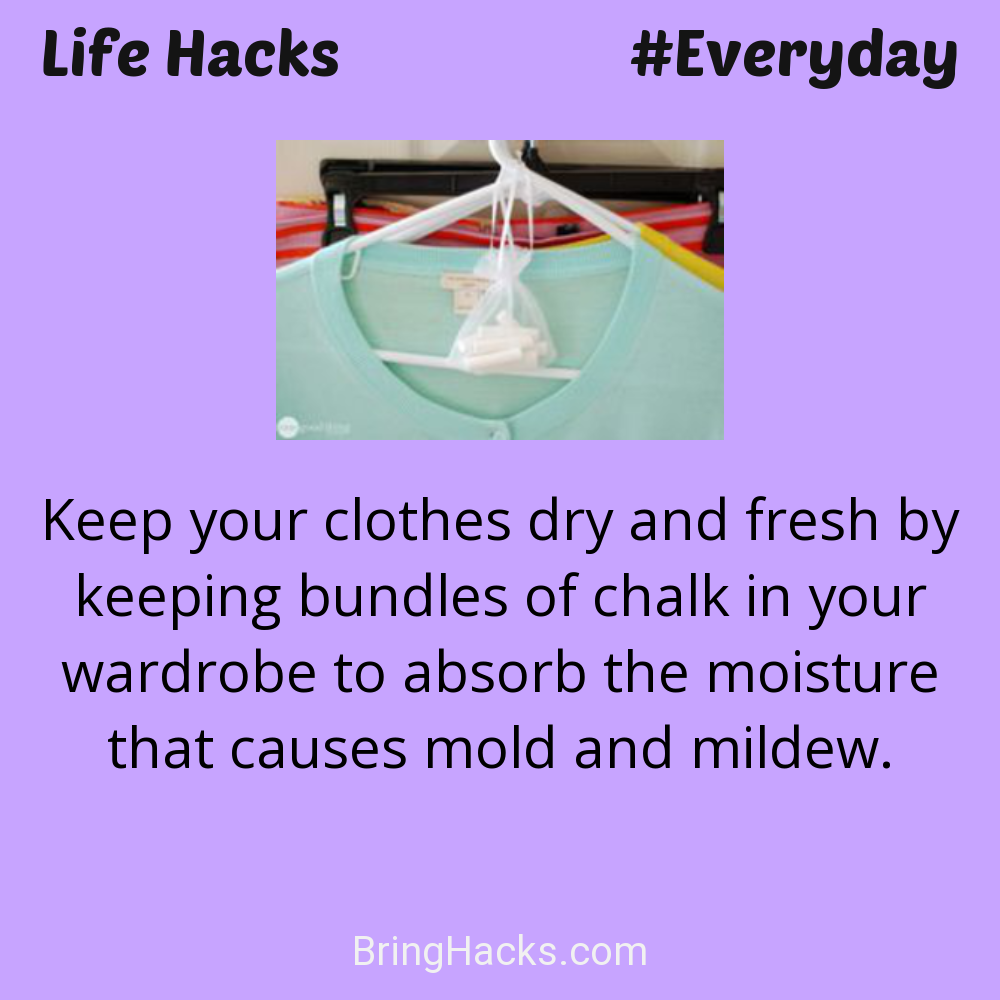 Life Hacks
#Everyday
Keep your clothes dry and fresh by
keeping bundles of chalk in your
wardrobe to absorb the moisture
that causes mold and mildew.
BringHacks.com